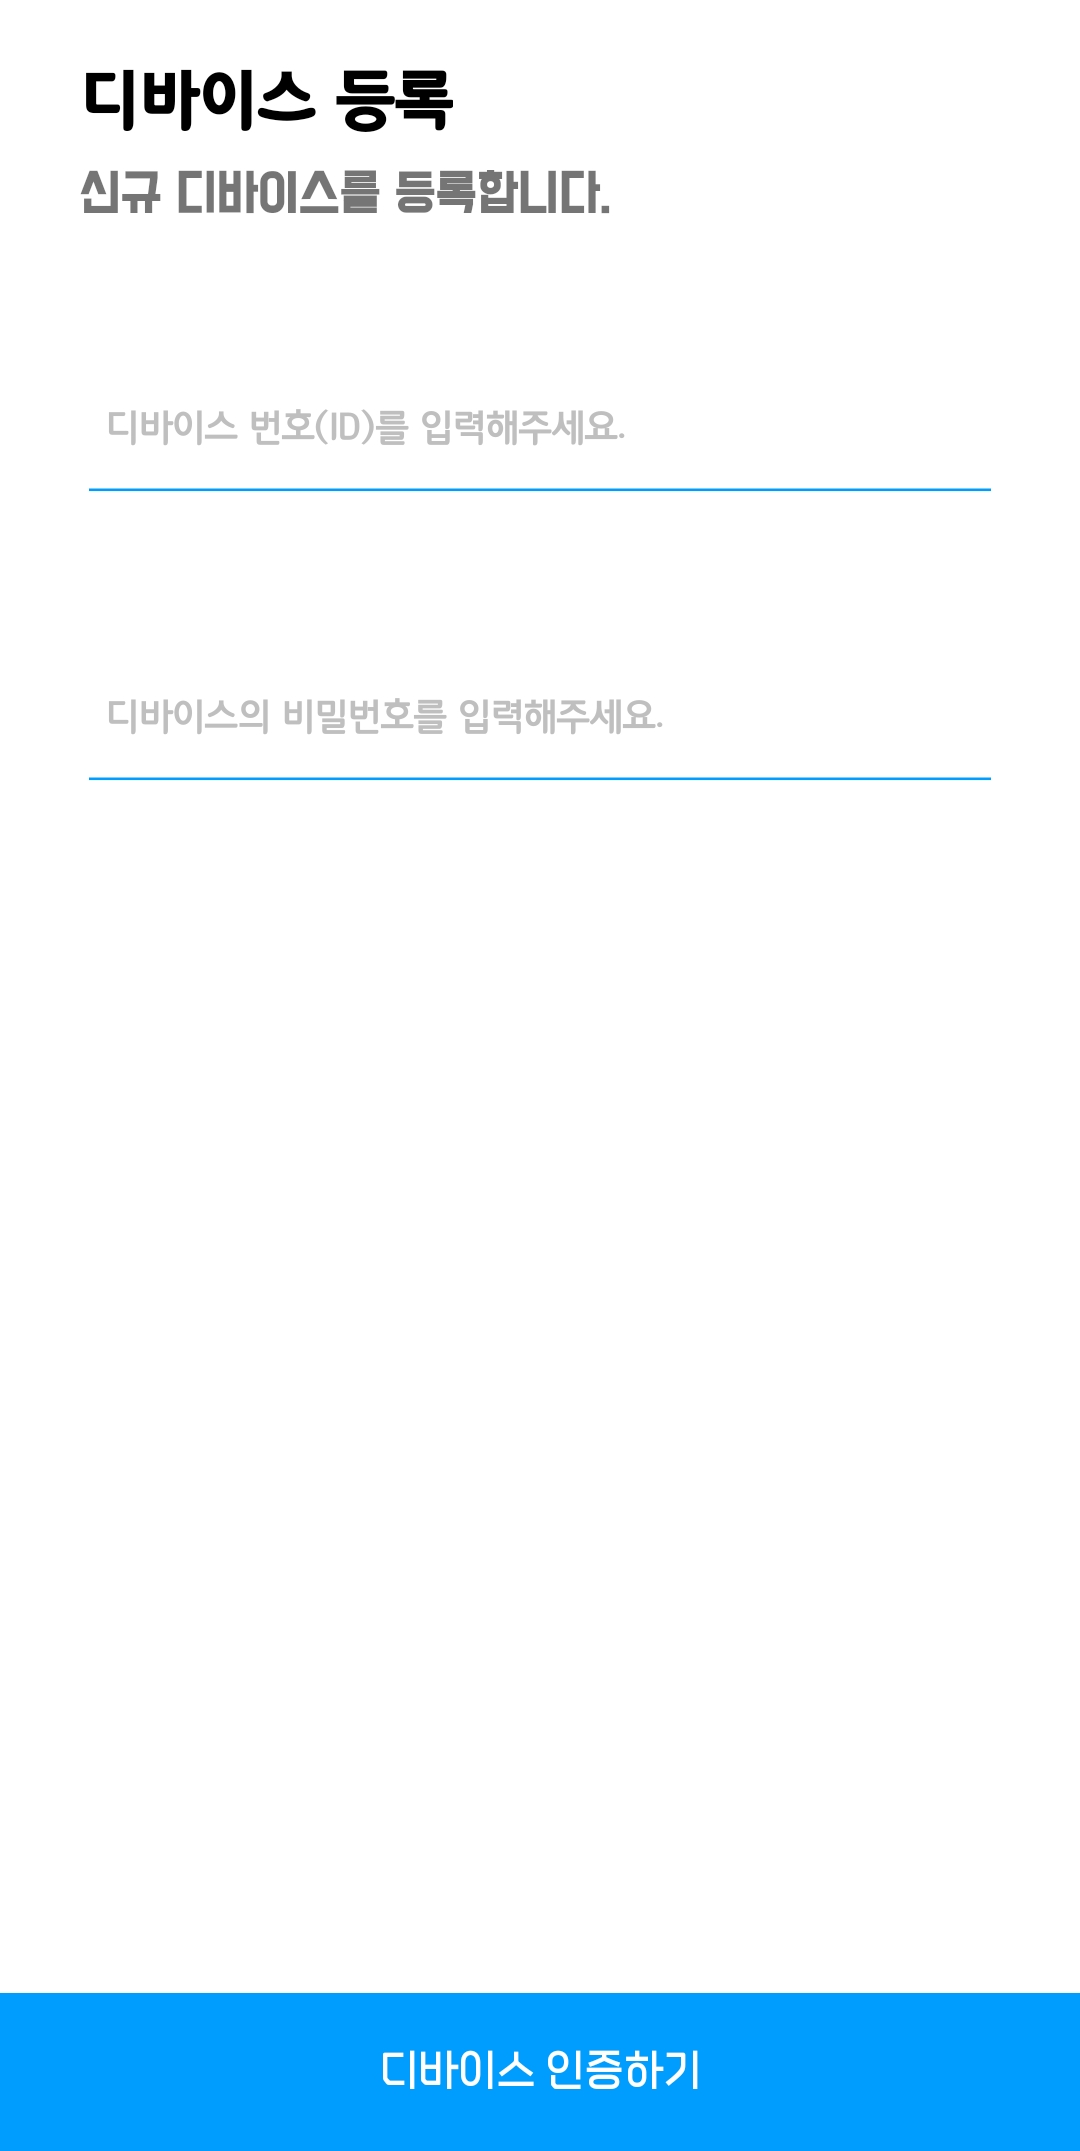 디바이스 등록
신규 디바이스를 등록합니다.
디바이스 번호(ID)를 입력해주세요.
디바이스의 비밀번호를 입력해주세요.
디바이스 인증하기